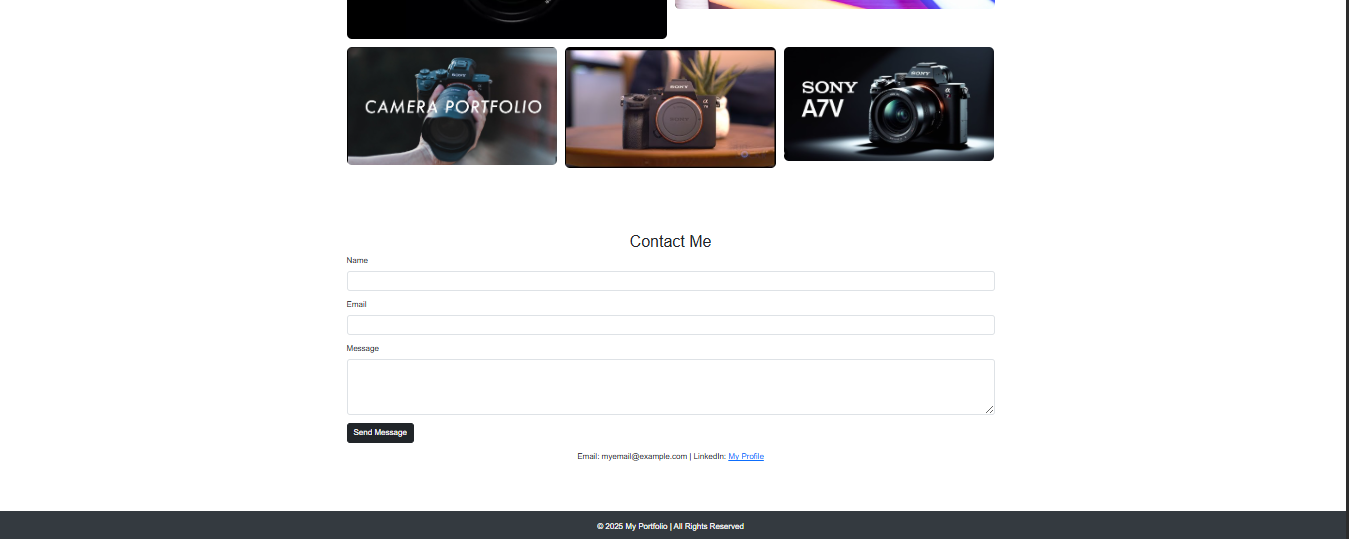 SONY
CAMERA PORTFOLIO
SONY
SONY
SONY
A7V
Contact Me
Name
Email
Message
Send Message
Email: myemail@example.com | LinkedIn: My Profile
© 2025 My Portfolio | All Rights Reserved